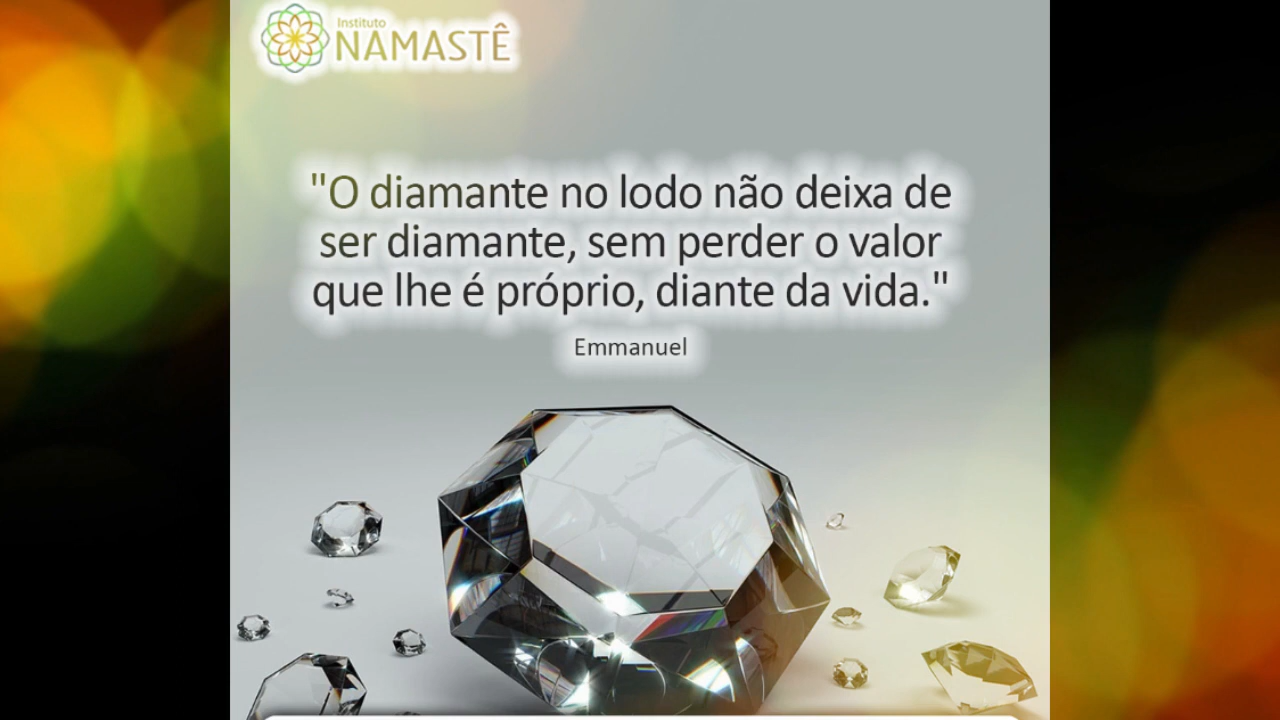 Instituto
NAMASTÊ
"O diamante no lodo não deixa de
ser diamante, sem perder o valor
que lhe é próprio, diante da vida."
Emmanuel